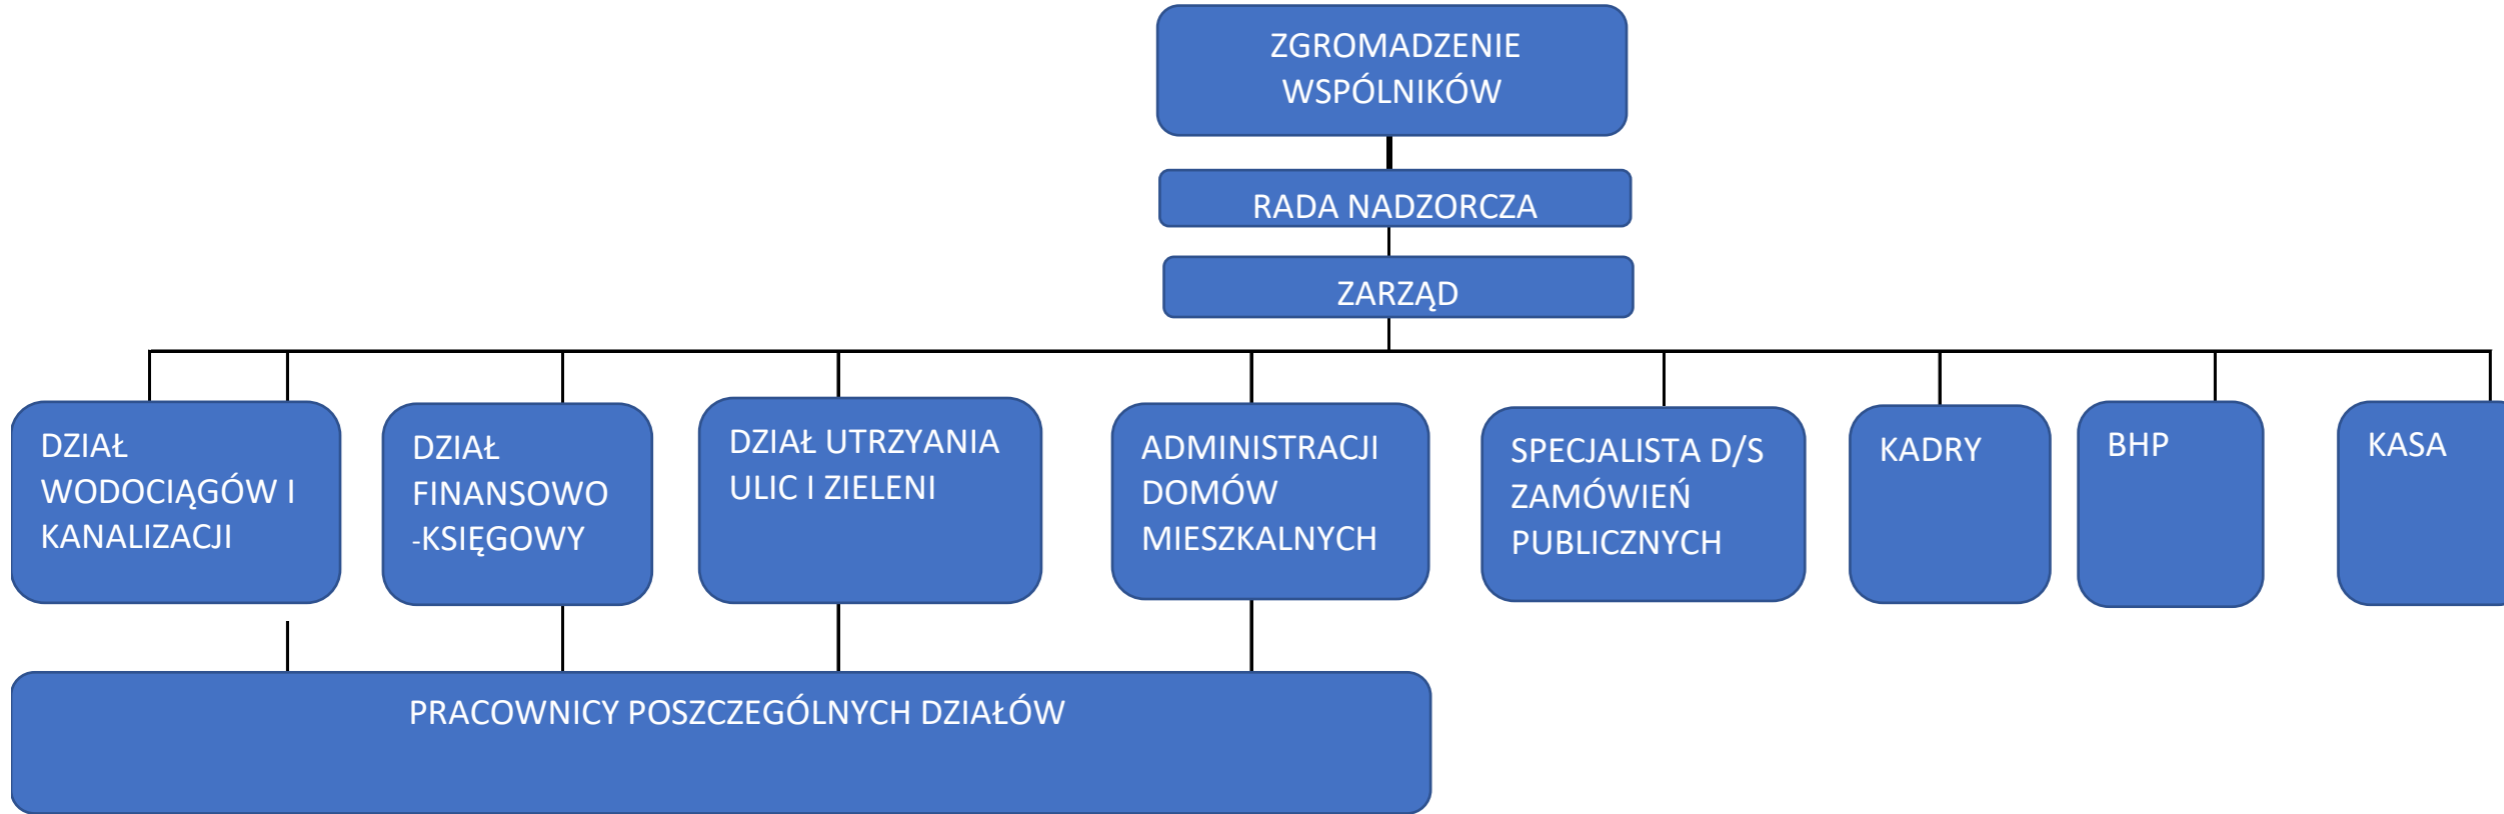 ZGROMADZENIE
WSPÓLNIKÓW
RADA NADZORCZA
ZARZĄD
DZIAŁ
WODOCIĄGÓW I
KANALIZACJI
DZIAŁ
FINANSOWO
-KSIĘGOWY
DZIAŁ UTRZYANIA
ULIC I ZIELENI
ADMINISTRACJI
DOMÓW
MIESZKALNYCH
SPECJALISTA D/S
ZAMÓWIEŃ
PUBLICZNYCH
KADRY
BHP
KASA
PRACOWNICY POSZCZEGÓLNYCH DZIAŁÓW